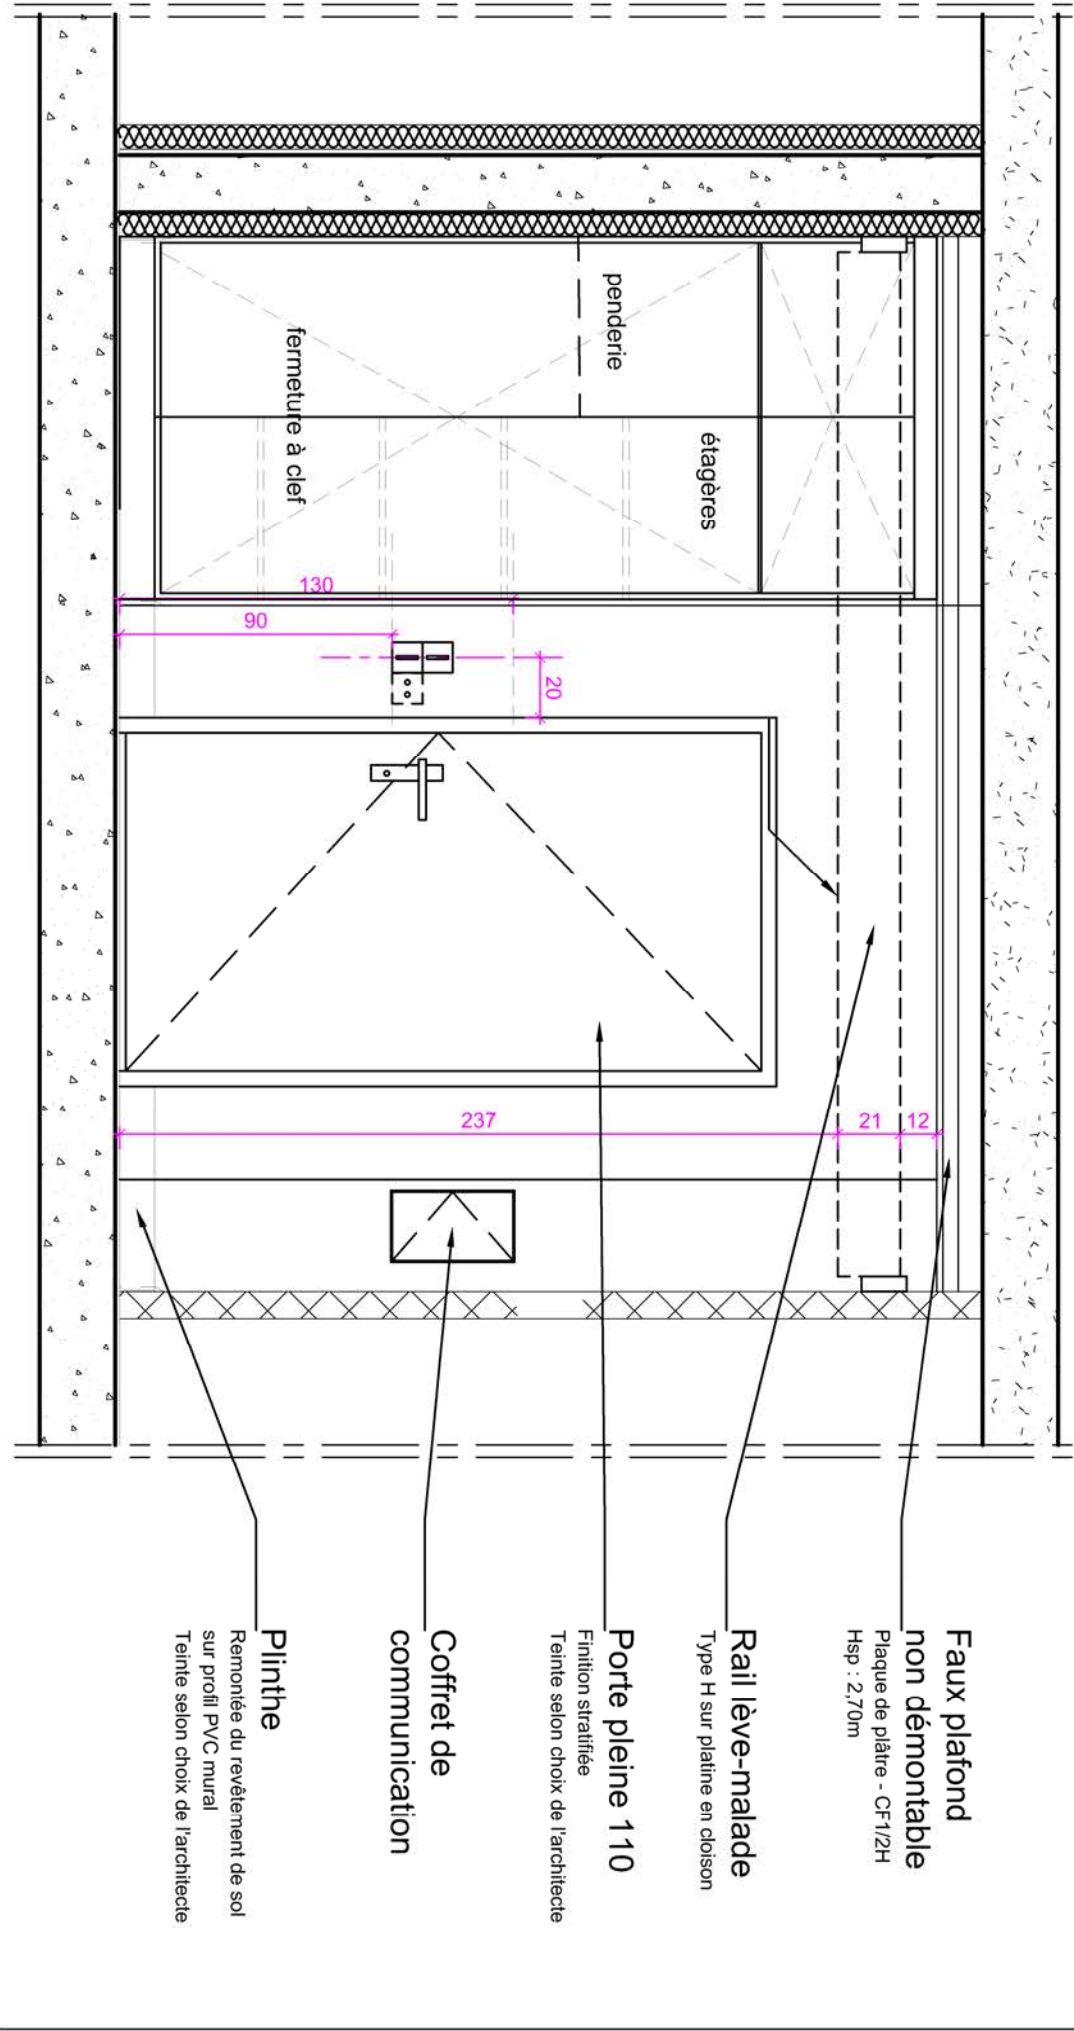 Faux plafond
non démontable
Plaque de plâtre - CF1/2H
Hsp : 2,70m
Rail lève-malade
Type H sur platine en cloison
Porte pleine 110
Finition stratifiée
Teinte selon choix de l'architecte
Coffret de
communication
Plinthe
Remontée du revêtement de sol
sur profil PVC mural
Teinte selon choix de l'architecte
penderie
étagères
fermeture à clef
130
90
20
237
21
12